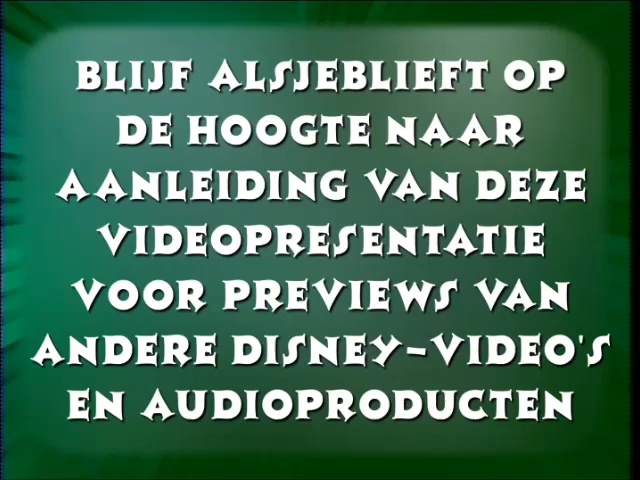 BLIJF ALSJEBLIEFT OP
DE HOOGTE NAAR
AANLEIDING VAN DEZE
VIDEOPRESENTATIE
VOOR PREVIEWS VAN
ANDERE DISNEY-VIDEO'S
EN AUDIOPRODUCTEN